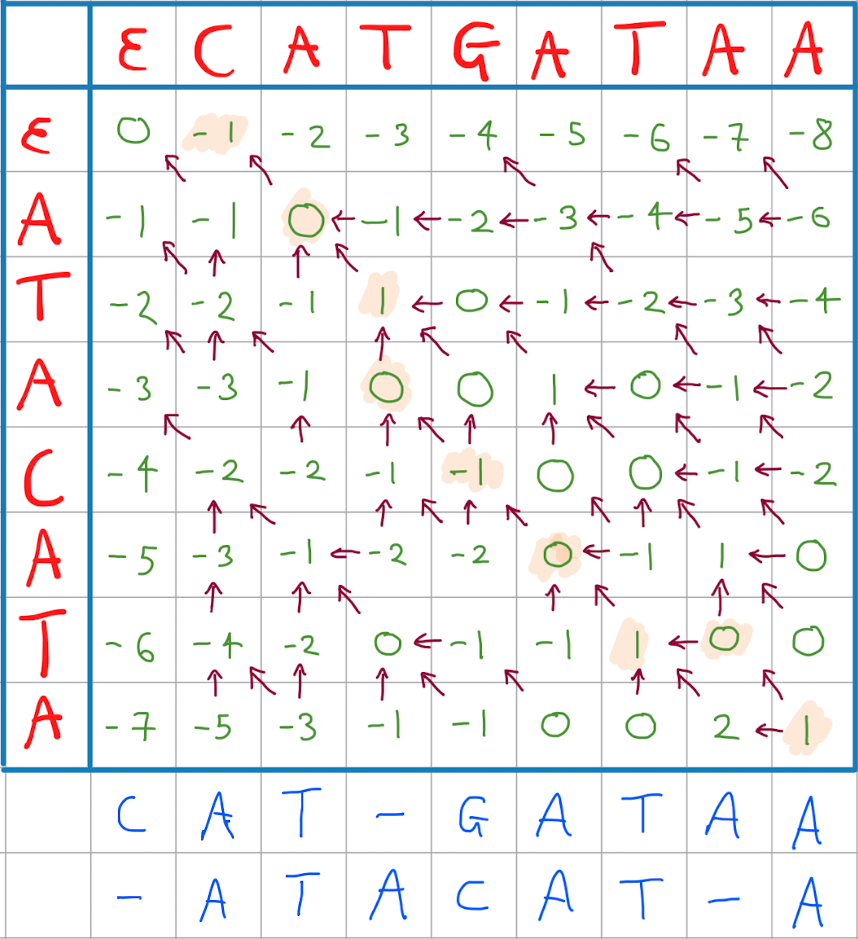 ε C A T G A T A A
ε 0 -1 -2 -3 -4 -5 -6 -7 -8
A -1 -1 0 ← -1 ← -2 ← -3 ← -4 ← -5 ← -6
T -2 -2 -1 1 ← 0 ← -1 ← -2 ← -3 ← -4
A -3 -3 -1 0 0 1 ← 0 ← -1 ← -2
C -4 -2 -2 -1 -1 0 0 ← -1 ← -2
A -5 -3 -1 ← -2 -2 0 ← -1 1 ← 0
T -6 -4 -2 0 ← -1 -1 1 ← 0 0
A -7 -5 -3 -1 -1 0 0 2 ← 1
C A T - G A T A A
- A T A C A T - A